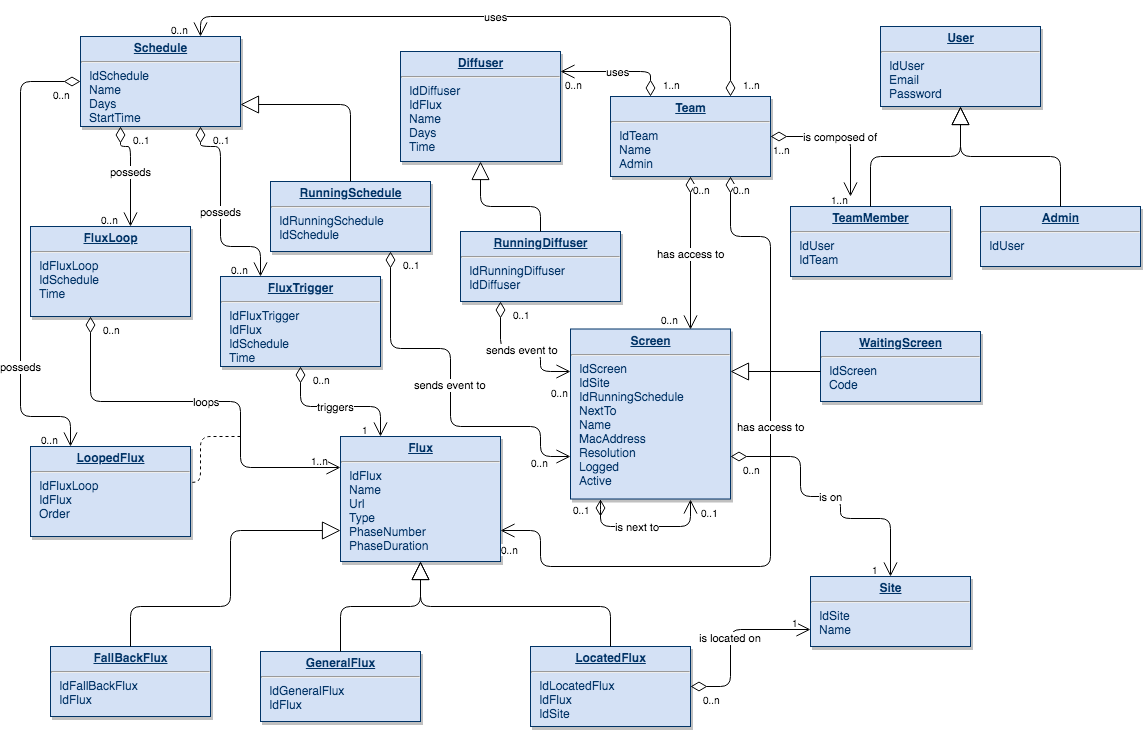 uses
0..n
1..n
Schedule
IdSchedule
Name
Days
StartTime
0..n
0..1
0..1
posseds
posseds
posseds
Diffuser
IdDiffuser
IdFlux
Name
Days
Time
uses
0..n
1..n
Team
IdTeam
Name
Admin
is composed of
1..n
1..n
0..n
0..n
User
IdUser
Email
Password
TeamMember
IdUser
IdTeam
Admin
IdUser
RunningSchedule
IdRunningSchedule
IdSchedule
0..1
RunningDiffuser
IdRunningDiffuser
IdDiffuser
0..1
0..n
FluxLoop
IdFluxLoop
IdSchedule
Time
0..n
0..n
FluxTrigger
IdFluxTrigger
IdFlux
IdSchedule
Time
0..n
has access to
0..n
sends event to
0..n
sends event to
0..n
Screen
IdScreen
IdSite
IdRunningSchedule
NextTo
Name
MacAddress
Resolution
Logged
Active
0..1
is next to
0..1
WaitingScreen
IdScreen
Code
has access to
0..n
is on
1
loops
triggers
1
0..n
LoopedFlux
IdFluxLoop
IdFlux
Order
1..n
Flux
IdFlux
Name
Url
Type
PhaseNumber
PhaseDuration
0..n
Site
IdSite
Name
is located on
1
0..n
FallBackFlux
IdFallBackFlux
IdFlux
GeneralFlux
IdGeneralFlux
IdFlux
LocatedFlux
IdLocatedFlux
IdFlux
IdSite